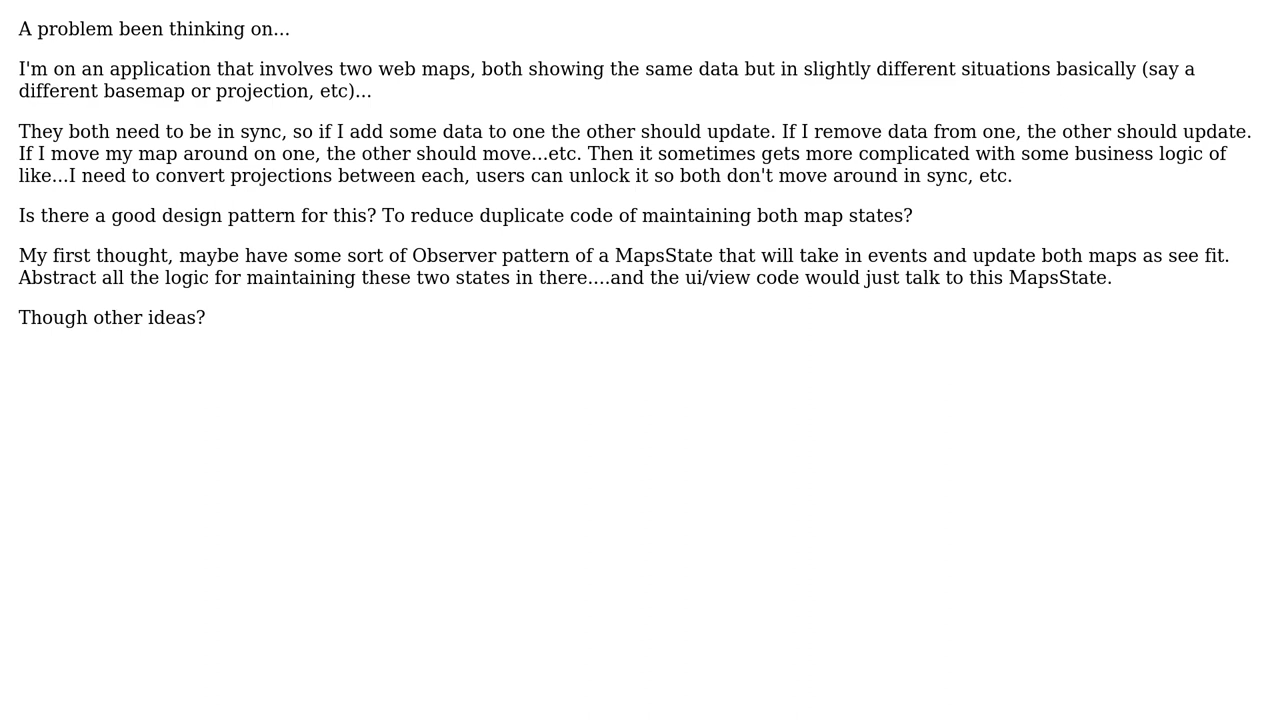 A problem been thinking on...
I'm on an application that involves two web maps, both showing the same data but in slightly different situations basically (say a
different basemap or projection, etc)...
They both need to be in sync, so if I add some data to one the other should update. If I remove data from one, the other should update.
If I move my map around on one, the other should move...etc. Then it sometimes gets more complicated with some business logic of
like...I need to convert projections between each, users can unlock it so both don't move around in sync, etc.
Is there a good design pattern for this? To reduce duplicate code of maintaining both map states?
My first thought, maybe have some sort of Observer pattern of a MapsState that will take in events and update both maps as see fit.
Abstract all the logic for maintaining these two states in there....and the ui/view code would just talk to this MapsState.
Though other ideas?